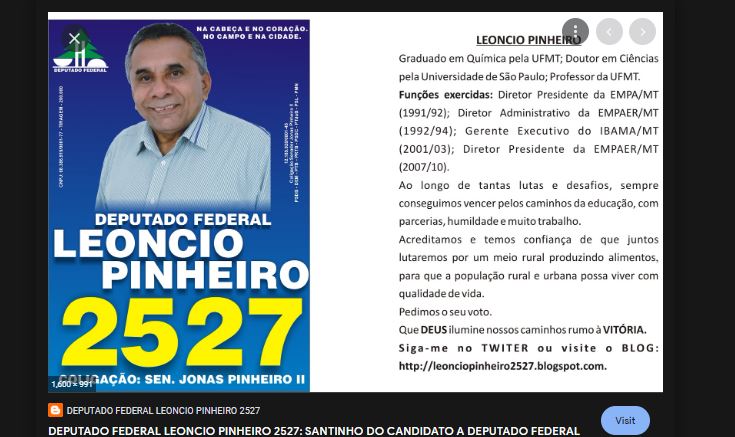 NA CABEÇA E NO CORAÇÃO.
NO CAMPO E NA CIDADE.
DEPUTADO FEDERAL
DEPUTADO FEDERAL
LEONCIO
PINHEIRO
2527
COLIGAÇÃO: SEN. JONAS PINHEIRO II
1,600 × 991
LEONCIO PINHEIRO
Graduado em Química pela UFMT; Doutor em Ciências
pela Universidade de São Paulo; Professor da UFMT.
Funções exercidas: Diretor Presidente da EMPA/MT
(1991/92); Diretor Administrativo da EMPAER/MT
(1992/94); Gerente Executivo do IBAMA/MT
(2001/03); Diretor Presidente da EMPAER/MT
(2007/10).
Ao longo de tantas lutas e desafios, sempre
conseguimos vencer pelos caminhos da educação, com
parcerias, humildade e muito trabalho.
Acreditamos e temos confiança de que juntos
lutaremos por um meio rural produzindo alimentos,
para que a população rural e urbana possa viver com
qualidade de vida.
Pedimos o seu voto.
Que DEUS ilumine nossos caminhos rumo à VITÓRIA.
Siga-me no TWITER ou visite o BLOG:
http://leonciopinheiro2527.blogspot.com.
DEPUTADO FEDERAL LEONCIO PINHEIRO 2527
Visit
DEPUTADO FEDERAL LEONCIO PINHEIRO 2527: SANTINHO DO CANDIDATO A DEPUTADO FEDERAL